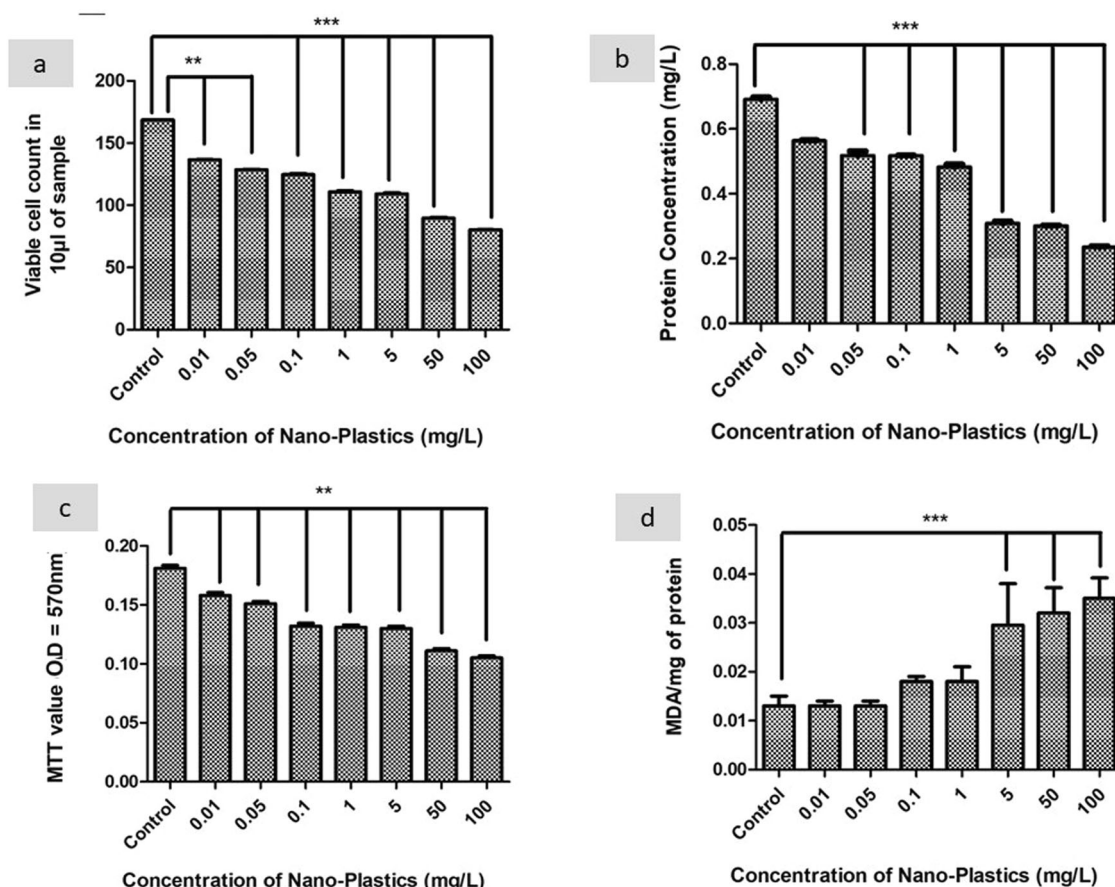 a
***
**
Viable cell count in
10µl of sample
200
150
100
50
0
Control 0.01 0.05 0.1 1 5 50 100
Concentration of Nano-Plastics (mg/L)
b
***
Protein Concentration (mg/L)
0.8
0.6
0.4
0.2
0.0
Control 0.01 0.05 0.1 1 5 50 100
Concentration of Nano-Plastics (mg/L)
c
**
MTT value O.D = 570nm
0.20
0.15
0.10
0.05
0.00
Control 0.01 0.05 0.1 1 5 50 100
Concentration of Nano-Plastics (mg/L)
d
***
MDA/mg of protein
0.05
0.04
0.03
0.02
0.01
0.00
Control 0.01 0.05 0.1 1 5 50 100
Concentration of Nano-Plastics (mg/L)